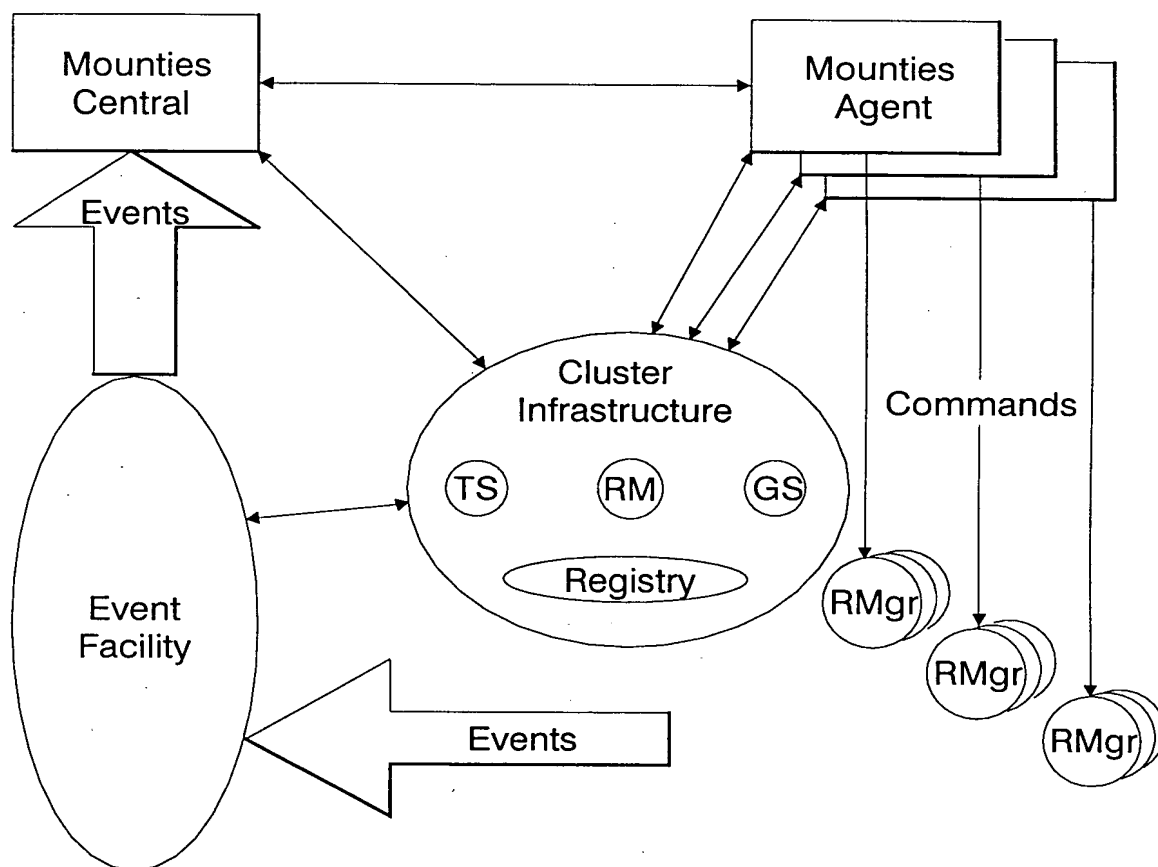 Mounties
Central
Mounties
Agent
Events
Cluster
Infrastructure
Commands
TS
RM
GS
Registry
RMgr
Event
Facility
RMgr
Events
RMgr